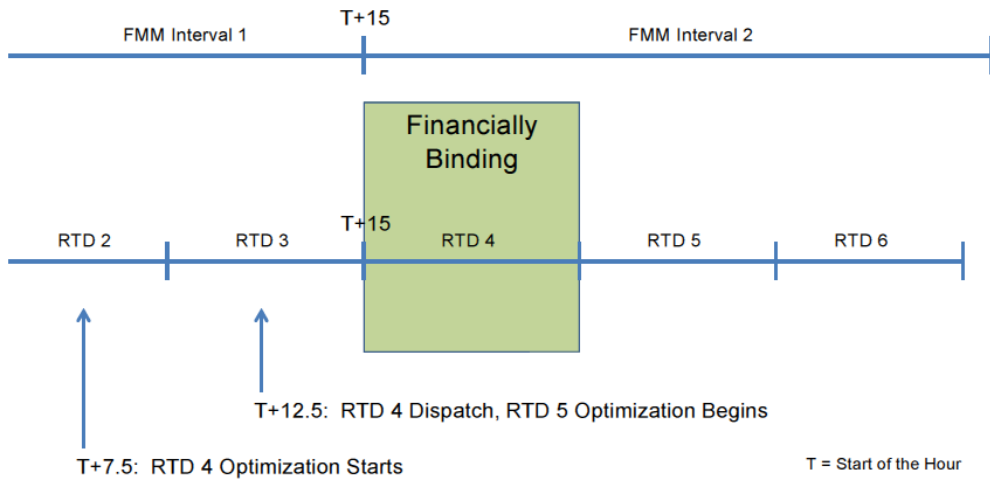 T+15
FMM Interval 1
FMM Interval 2
Financially
Binding
T+15
RTD 2
RTD 3
RTD 4
RTD 5
RTD 6
T+12.5: RTD 4 Dispatch, RTD 5 Optimization Begins
T+7.5: RTD 4 Optimization Starts
T = Start of the Hour